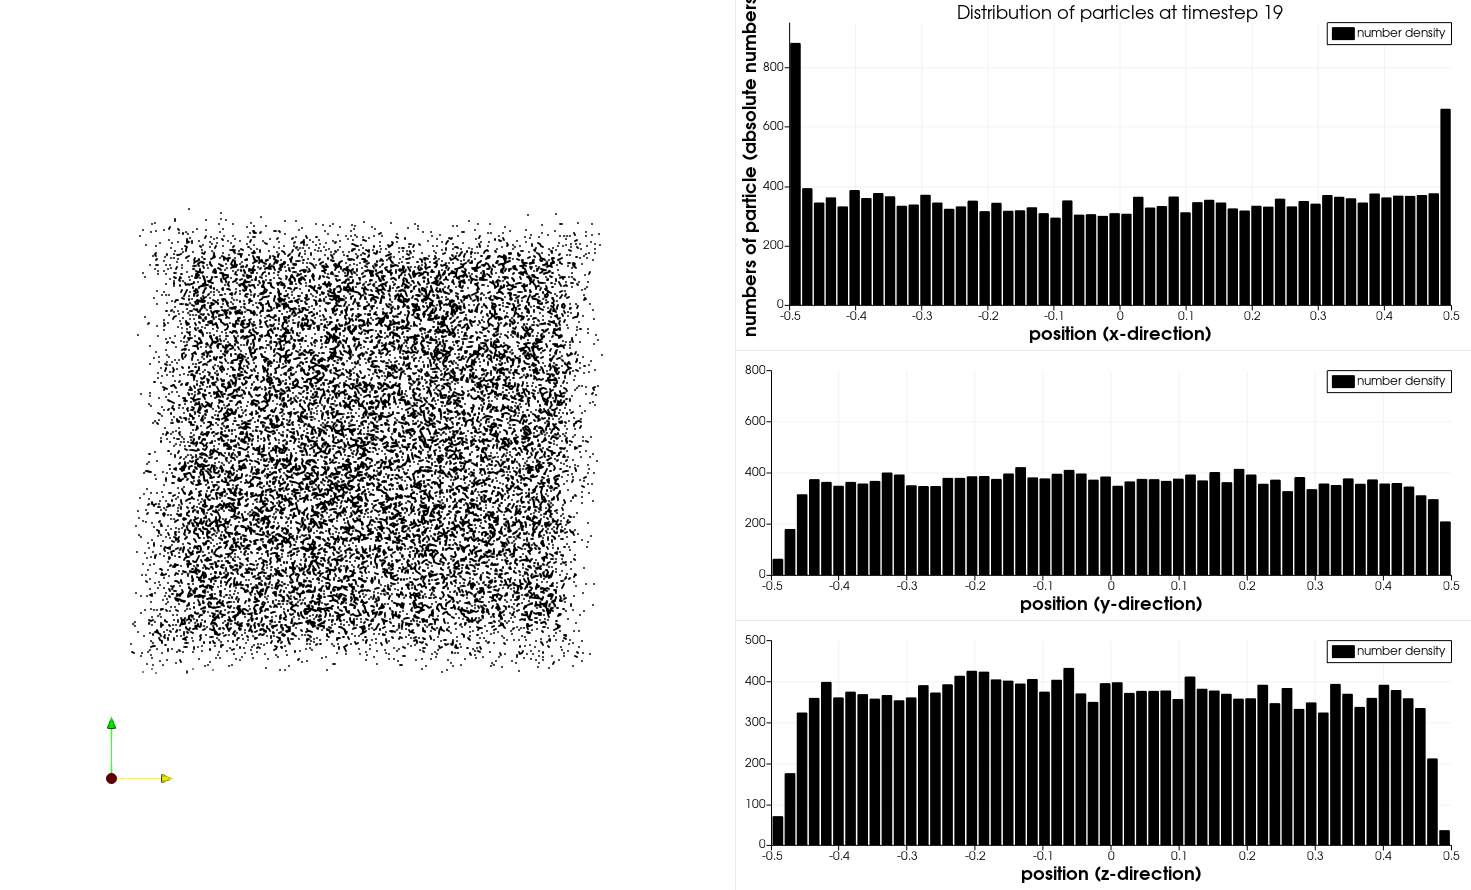 Distribution of particles at timestep 19
number density
numbers of particle (absolute numbers
800
600
400
200
0
-0.5 -0.4 -0.3 -0.2 -0.1 0 0.1 0.2 0.3 0.4 0.5
position (x-direction)
number density
800
600
400
200
0
-0.5 -0.4 -0.3 -0.2 -0.1 0 0.1 0.2 0.3 0.4 0.5
position (y-direction)
number density
500
400
300
200
100
0
-0.5 -0.4 -0.3 -0.2 -0.1 0 0.1 0.2 0.3 0.4 0.5
position (z-direction)